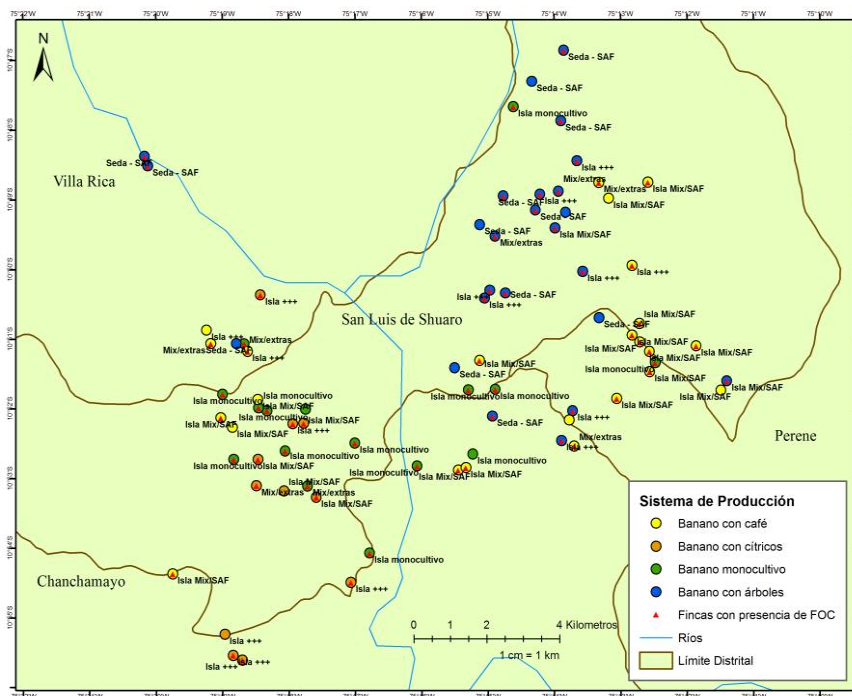 N
Seda - SAF
Seda - SAF
Isla monocultivo
Seda - SAF
Seda - SAF
Seda - SAF
Villa Rica
Isla +++
Mix/extras
Mix/extras
Isla Mix/SAF
Seda - SAF
Isla +++
Isla Mix/SAF
Seda - SAF
Isla Mix/SAF
Mix/extras
Isla +++
Isla +++
Isla +++
Isla +++
Seda - SAF
San Luis de Shuaro
Isla Mix/SAF
Seda - SAF
Isla +++
Mix/extras
Mix/extras
Seda - SAF
Isla +++
Isla Mix/SAF
Isla Mix/SAF
Isla Mix/SAF
Isla Mix/SAF
Isla monocultivo
Isla Mix/SAF
Seda - SAF
Isla Mix/SAF
Isla monocultivo
Isla monocultivo
Isla monocultivo
Isla monocultivo
Isla Mix/SAF
Isla Mix/SAF
Isla monocultivo
Isla Mix/SAF
Isla +++
Isla Mix/SAF
Seda - SAF
Isla +++
Perene
Mix/extras
Isla +++
Isla monocultivo
Isla monocultivo
Isla monocultivo
Isla monocultivo
Isla Mix/SAF
Isla monocultivo
Isla Mix/SAF
Isla Mix/SAF
Mix/extras
Mix/extras
Isla Mix/SAF
Isla monocultivo
Chanchamayo
Isla Mix/SAF
Isla +++
Isla +++
Isla +++
Isla +++
0 1 2 4 Kilometros
1 cm = 1 km
Sistema de Producción
Banano con café
Banano con cítricos
Banano monocultivo
Banano con árboles
Fincas con presencia de FOC
Ríos
Límite Distrital